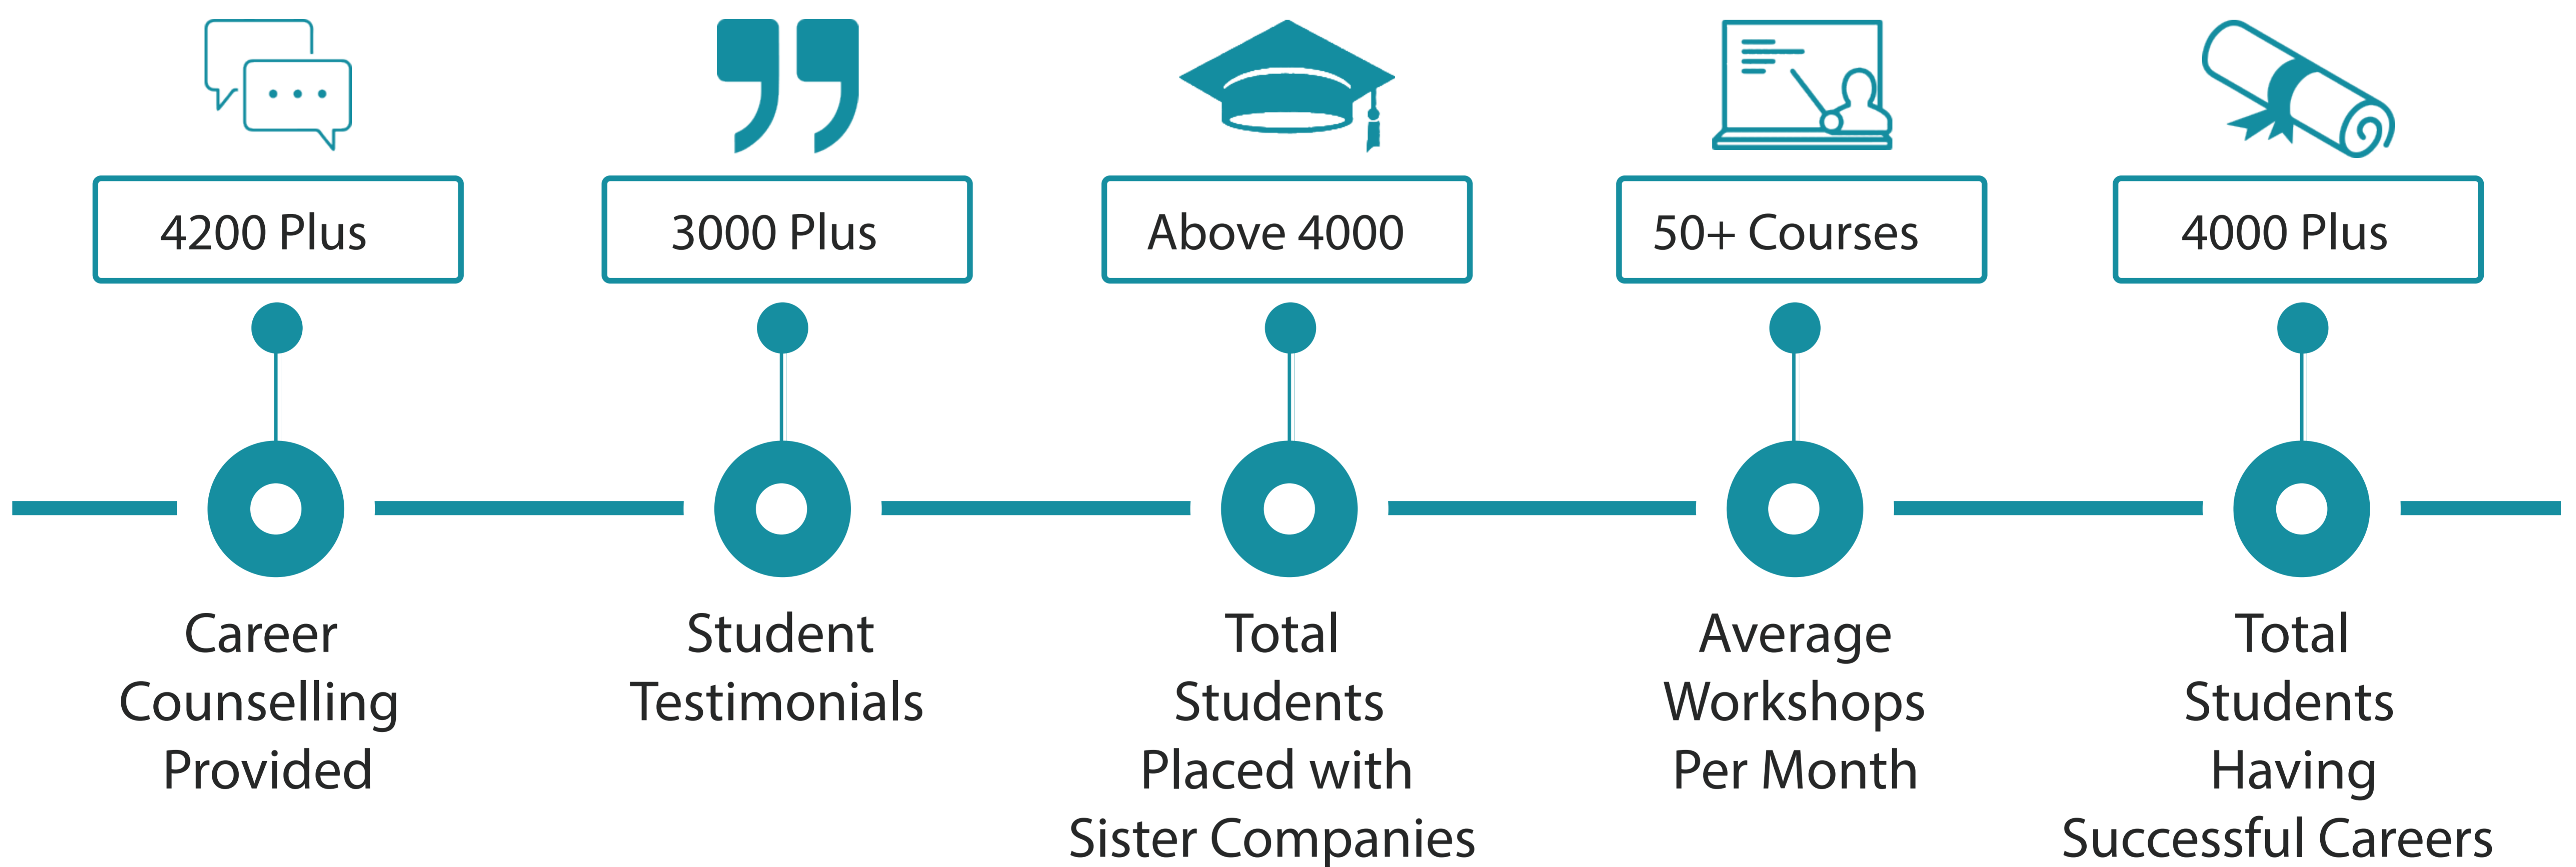 4200 Plus
Career
Counselling
Provided
3000 Plus
Student
Testimonials
Above 4000
Total
Students
Placed with
Sister Companies
50+ Courses
Average
Workshops
Per Month
4000 Plus
Total
Students
Having
Successful Careers